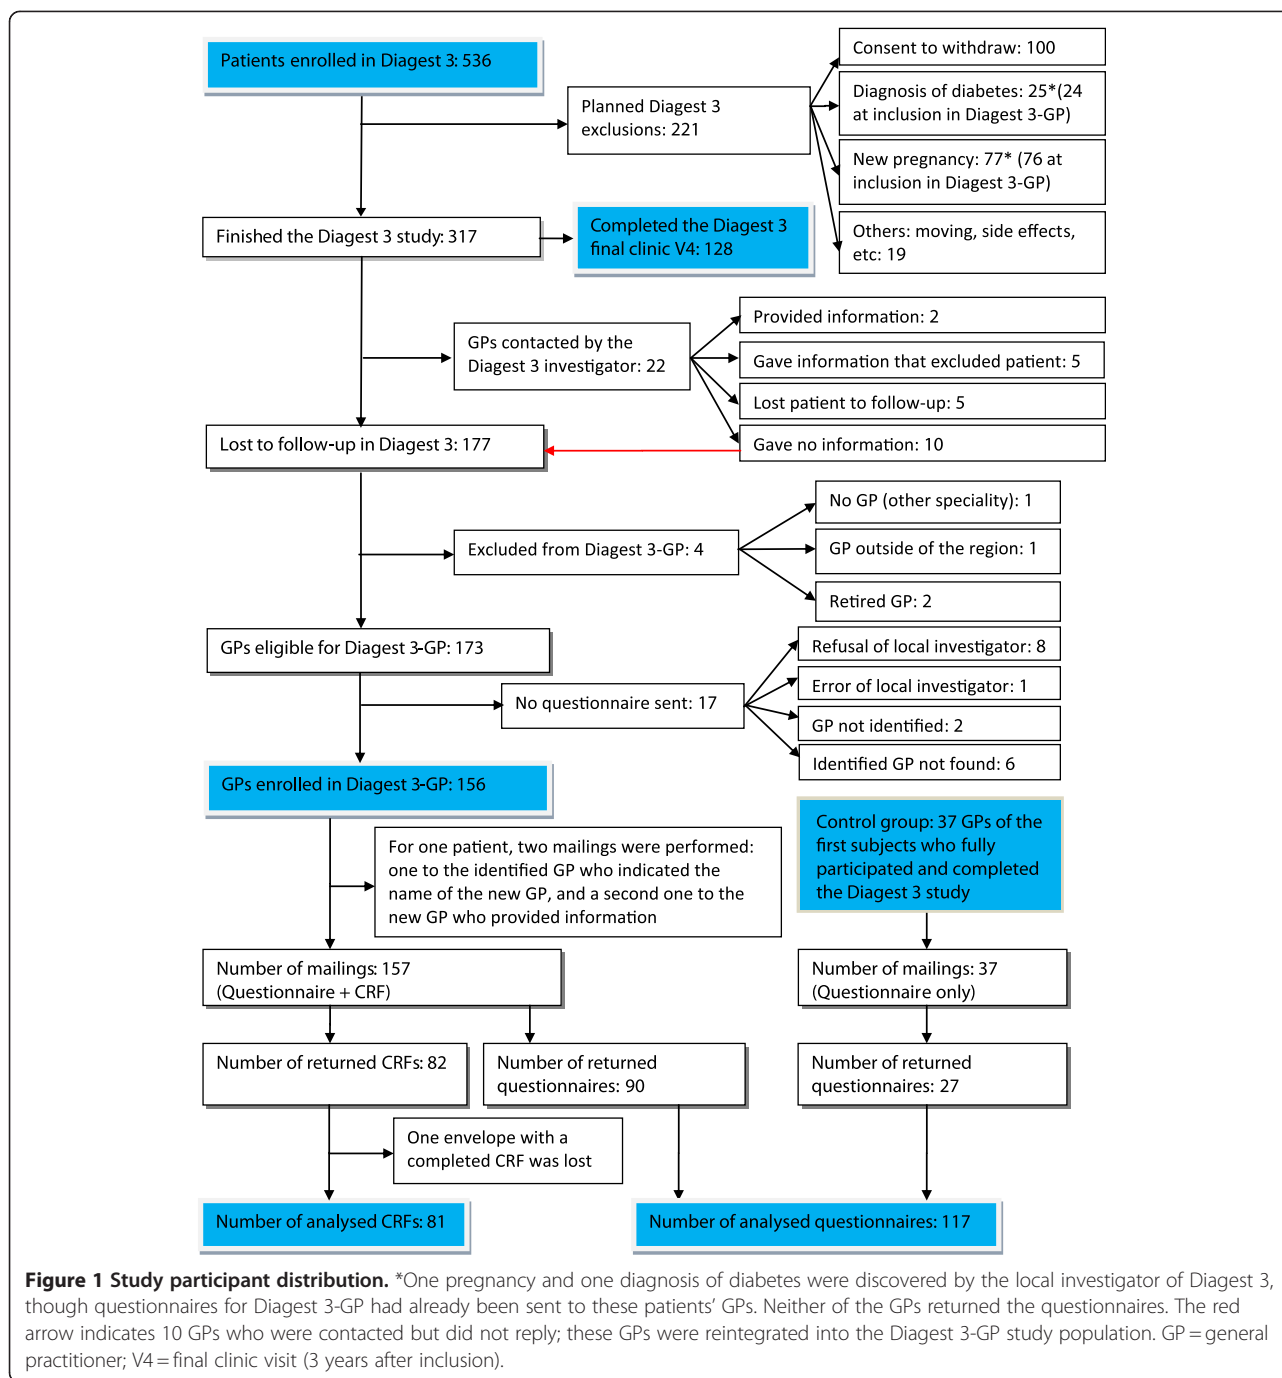 Patients enrolled in Diagest 3: 536
Consent to withdraw: 100
Planned Diagest 3
exclusions: 221
Diagnosis of diabetes: 25*(24
at inclusion in Diagest 3-GP)
New pregnancy: 77* (76 at
inclusion in Diagest 3-GP)
Others: moving, side effects,
etc: 19
Finished the Diagest 3 study: 317
Completed the Diagest 3
final clinic V4: 128
GPs contacted by the
Diagest 3 investigator: 22
Provided information: 2
Gave information that excluded patient: 5
Lost patient to follow-up: 5
Gave no information: 10
Lost to follow-up in Diagest 3: 177
Excluded from Diagest 3-GP: 4
No GP (other speciality): 1
GP outside of the region: 1
Retired GP: 2
GPs eligible for Diagest 3-GP: 173
No questionnaire sent: 17
Refusal of local investigator: 8
Error of local investigator: 1
GP not identified: 2
Identified GP not found: 6
GPs enrolled in Diagest 3-GP: 156
Control group: 37 GPs of the
first subjects who fully
participated and completed
the Diagest 3 study
For one patient, two mailings were performed:
one to the identified GP who indicated the
name of the new GP, and a second one to the
new GP who provided information
Number of mailings: 157
(Questionnaire + CRF)
Number of mailings: 37
(Questionnaire only)
Number of returned CRFs: 82
Number of returned
questionnaires: 90
Number of returned
questionnaires: 27
One envelope with a
completed CRF was lost
Number of analysed CRFs: 81
Number of analysed questionnaires: 117
Figure 1 Study participant distribution. *One pregnancy and one diagnosis of diabetes were discovered by the local investigator of Diagest 3,
though questionnaires for Diagest 3-GP had already been sent to these patients' GPs. Neither of the GPs returned the questionnaires. The red
arrow indicates 10 GPs who were contacted but did not reply; these GPs were reintegrated into the Diagest 3-GP study population. GP = general
practitioner; V4 = final clinic visit (3 years after inclusion).